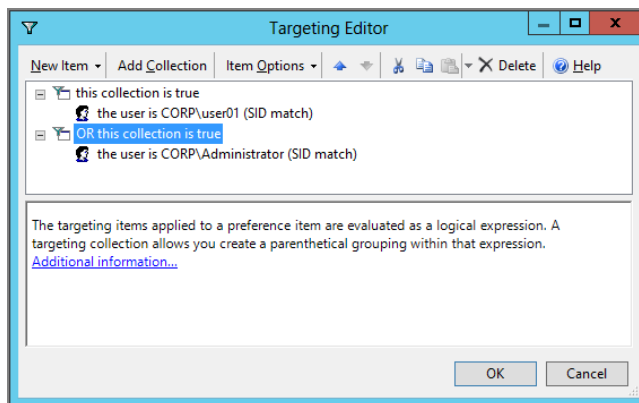 Targeting Editor
New Item Add Collection Item Options Delete Help
this collection is true
the user is CORP\user01 (SID match)
OR this collection is true
the user is CORP\Administrator (SID match)
The targeting items applied to a preference item are evaluated as a logical expression. A
targeting collection allows you create a parenthetical grouping within that expression.
Additional information...
OK Cancel